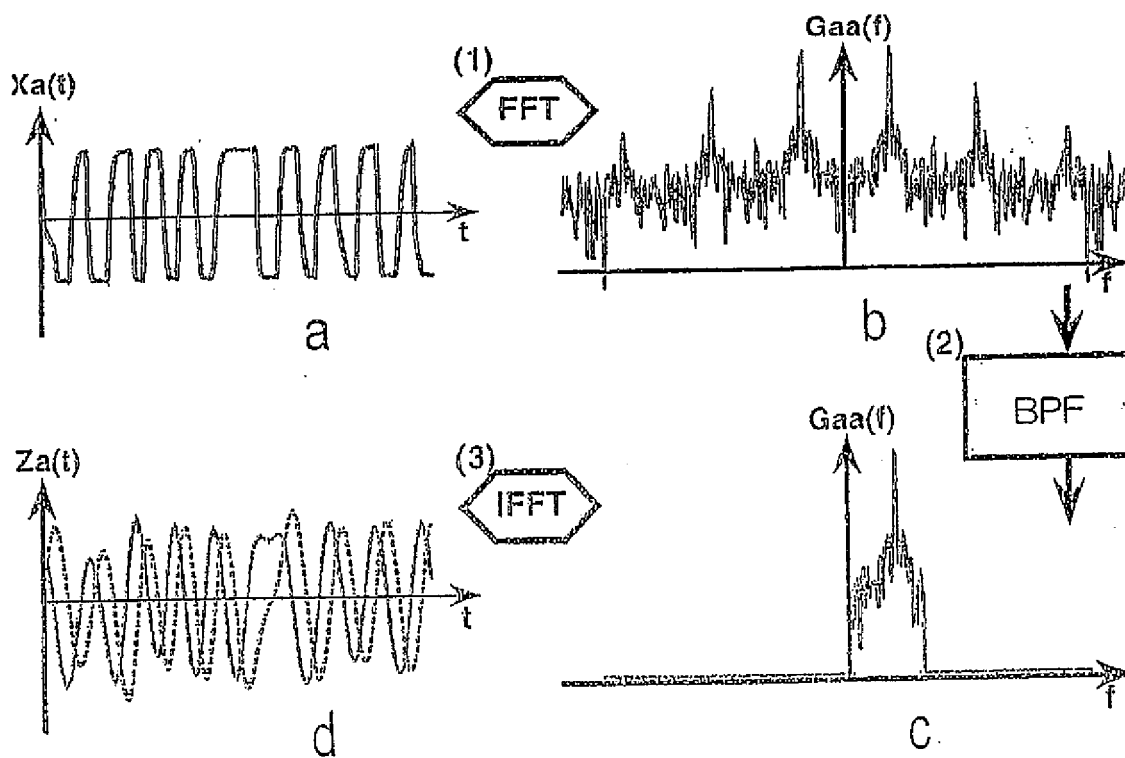 Xa(t)
t
a
(1)
FFT
Gaa(f)
f
b
(2)
BPF
Gaa(f)
f
c
(3)
IFFT
Za(t)
t
d